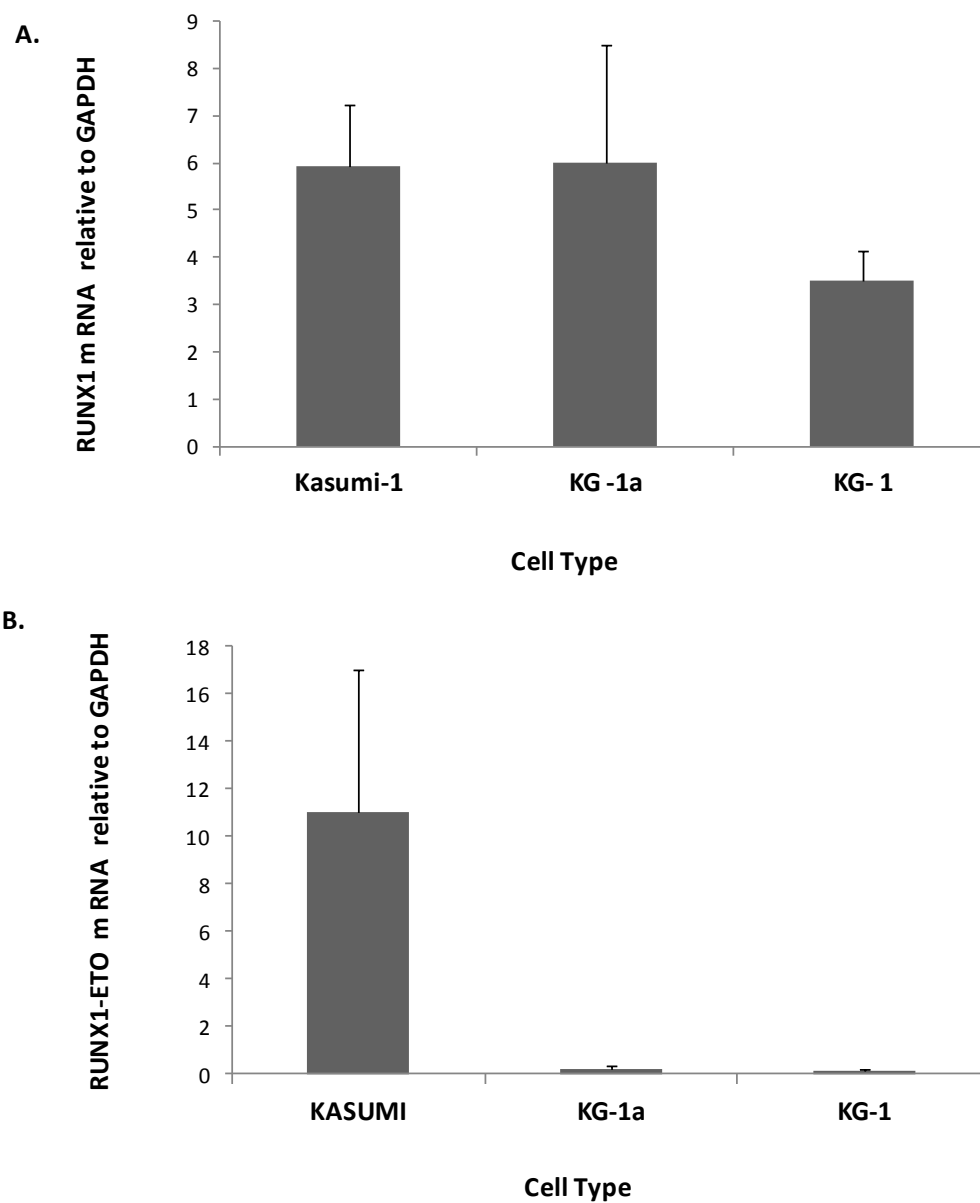 A.
RUNX1 m RNA relative to GAPDH
9
8
7
6
5
4
3
2
1
0
Kasumi-1 KG -1a KG- 1
Cell Type
B.
RUNX1-ETO m RNA relative to GAPDH
18
16
14
12
10
8
6
4
2
0
KASUMI KG-1a KG-1
Cell Type